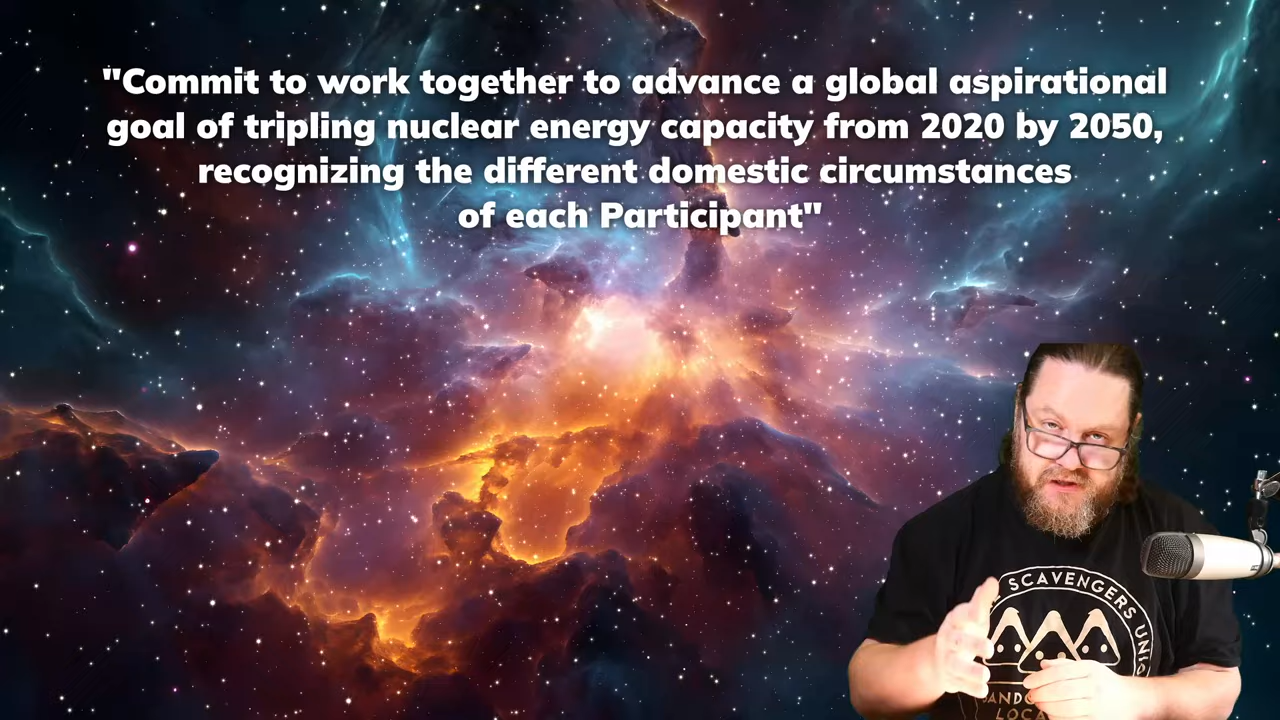 "Commit to work together to advance a global aspirational
goal of tripling nuclear energy capacity from 2020 by 2050,
recognizing the different domestic circumstances
of each Participant"
SCAVENGERS